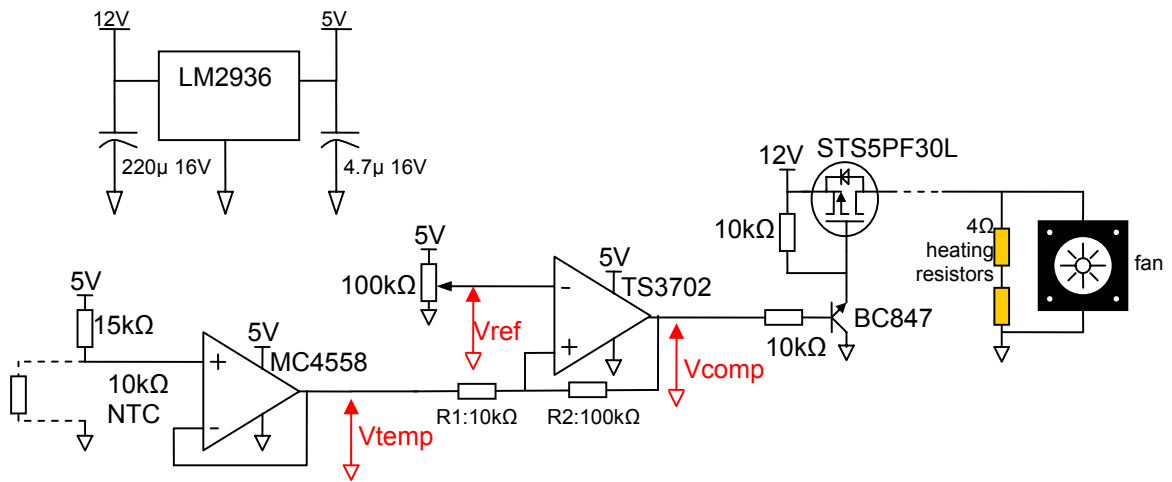 12V
5V
LM2936
220µ 16V
4.7µ 16V
STS5PF30L
12V
10kΩ
4Ω
heating
resistors
fan
5V
100kΩ
5V
TS3702
-
+
Vref
BC847
10kΩ
Vcomp
5V
15kΩ
5V
MC4558
+
-
10kΩ
NTC
R1:10kΩ
R2:100kΩ
Vtemp